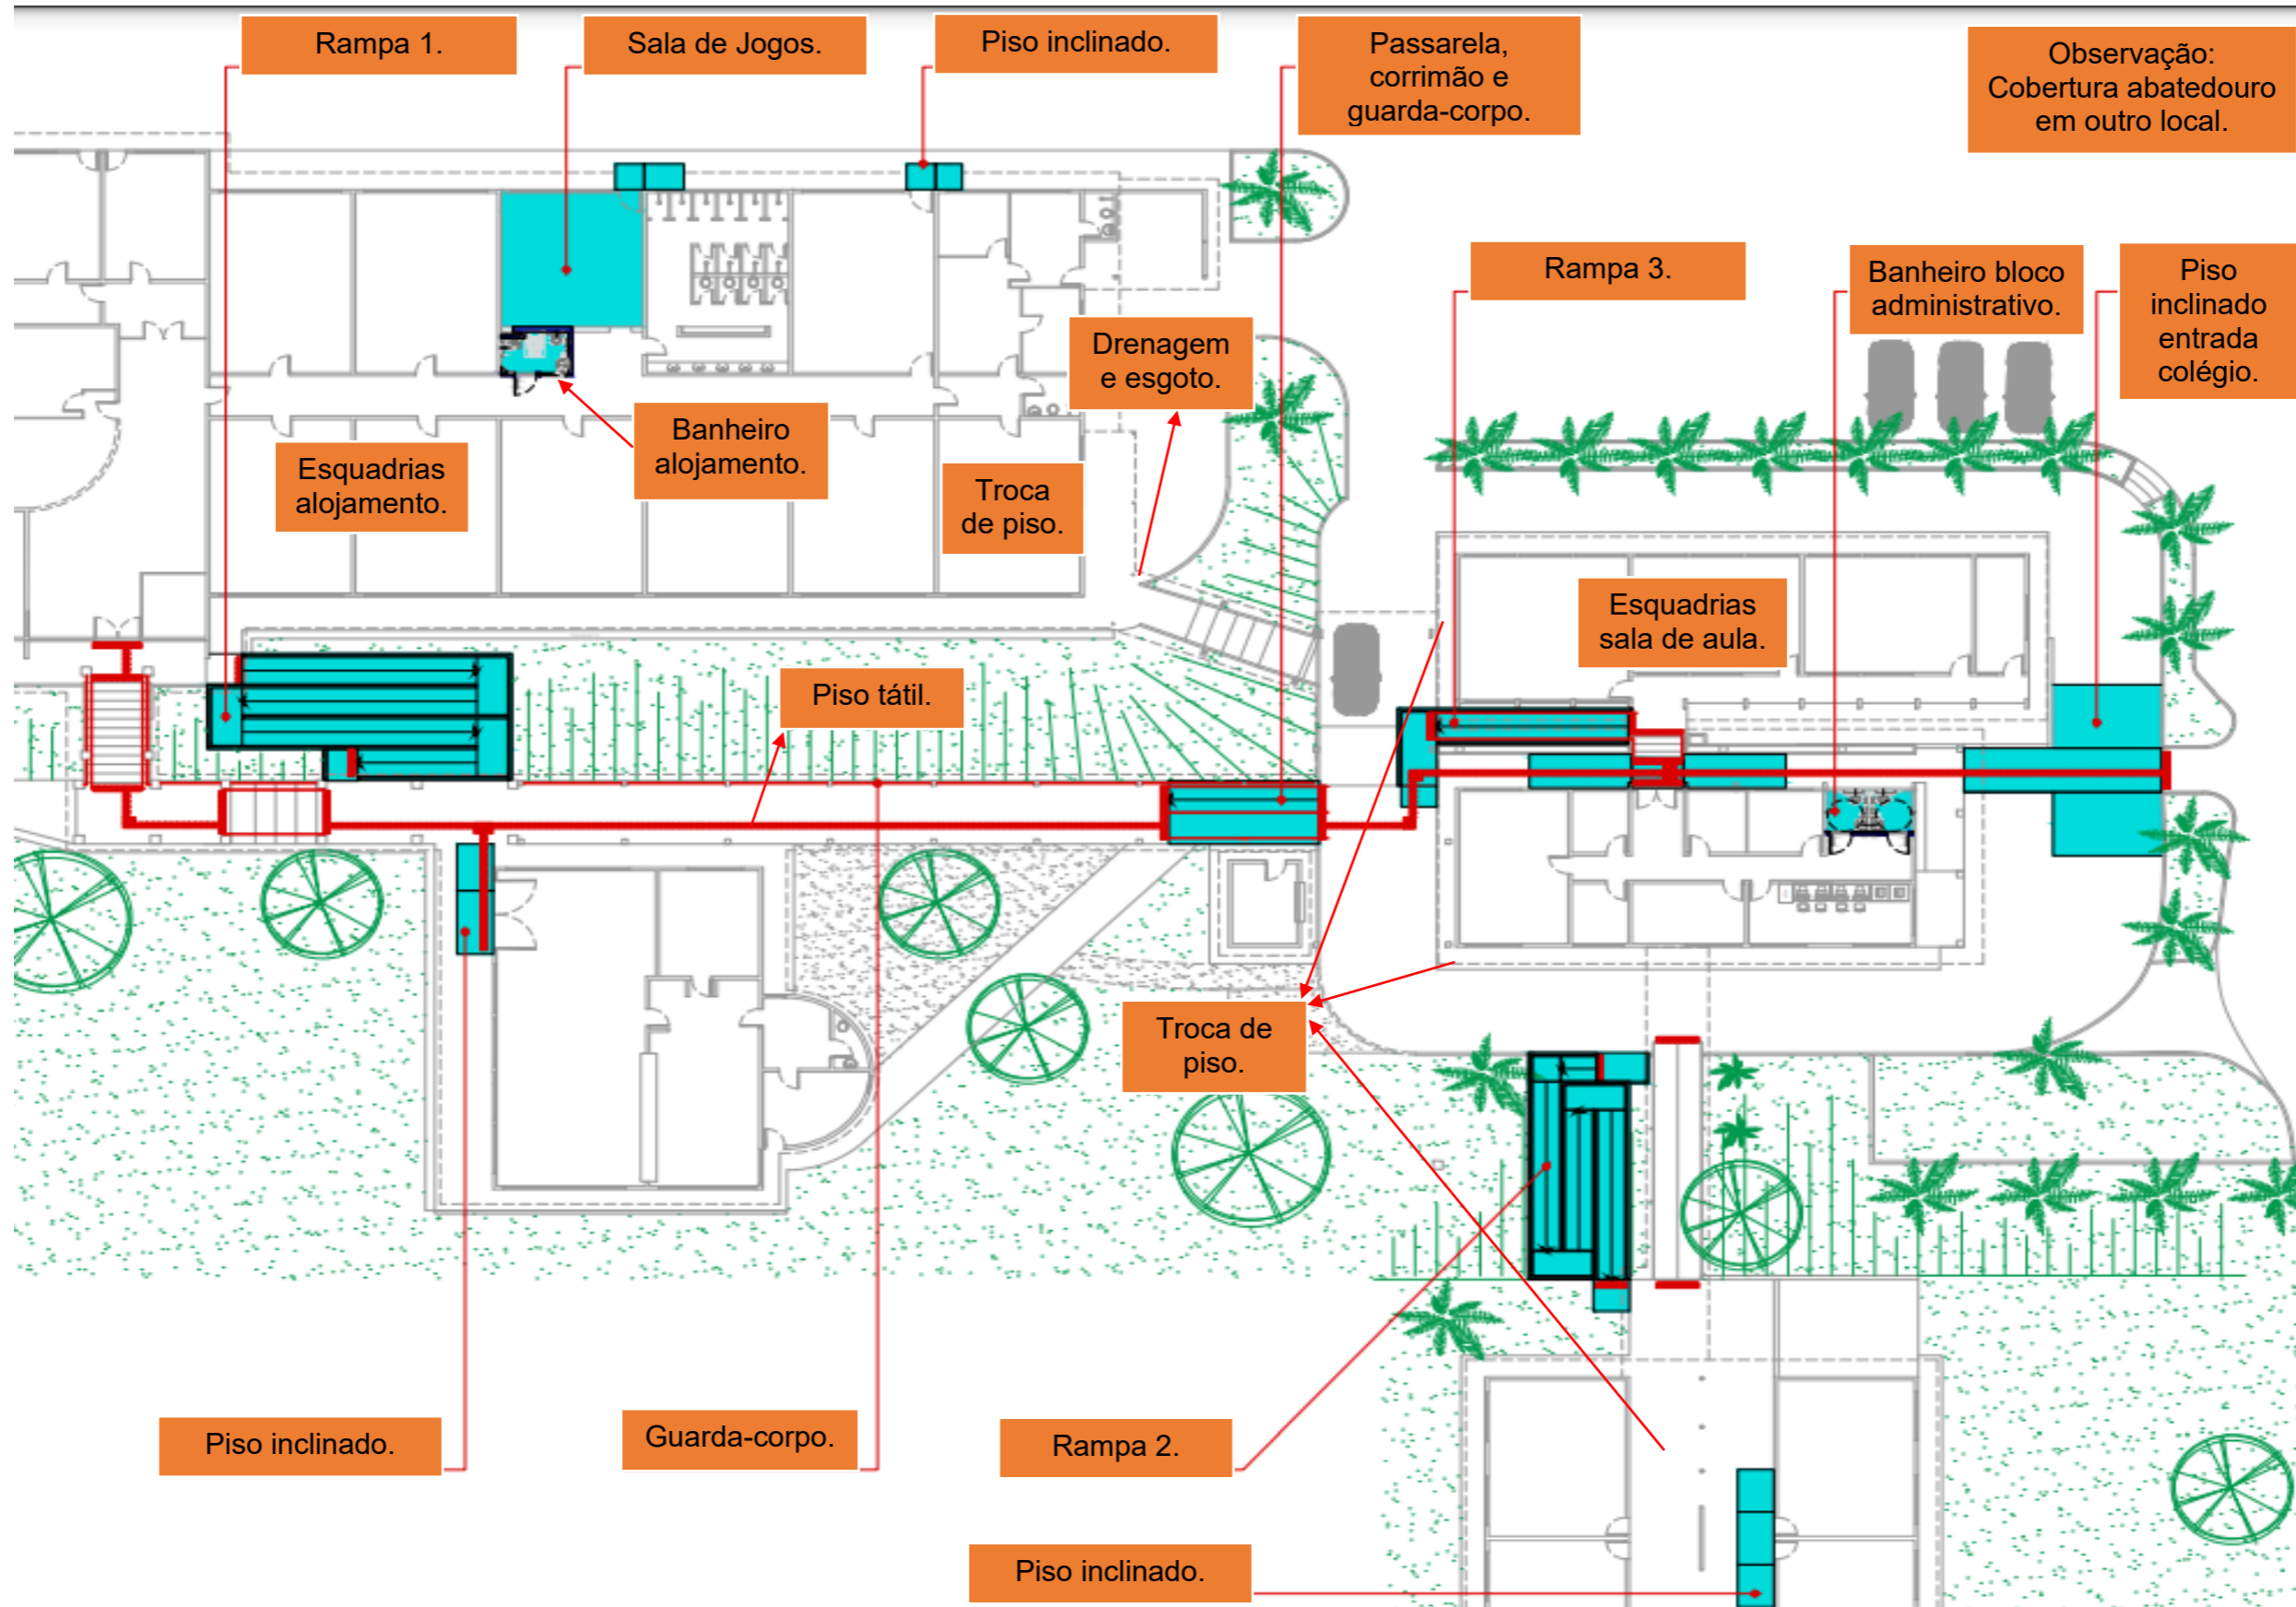 Rampa 1.
Sala de Jogos.
Piso inclinado.
Passarela,
corrimão e
guarda-corpo.
Observação:
Cobertura abatedouro
em outro local.
Rampa 3.
Banheiro bloco
administrativo.
Piso
inclinado
entrada
colégio.
Drenagem
e esgoto.
Banheiro
alojamento.
Esquadrias
alojamento.
Troca
de piso.
Esquadrias
sala de aula.
Piso tátil.
Troca de
piso.
Piso inclinado.
Guarda-corpo.
Rampa 2.
Piso inclinado.